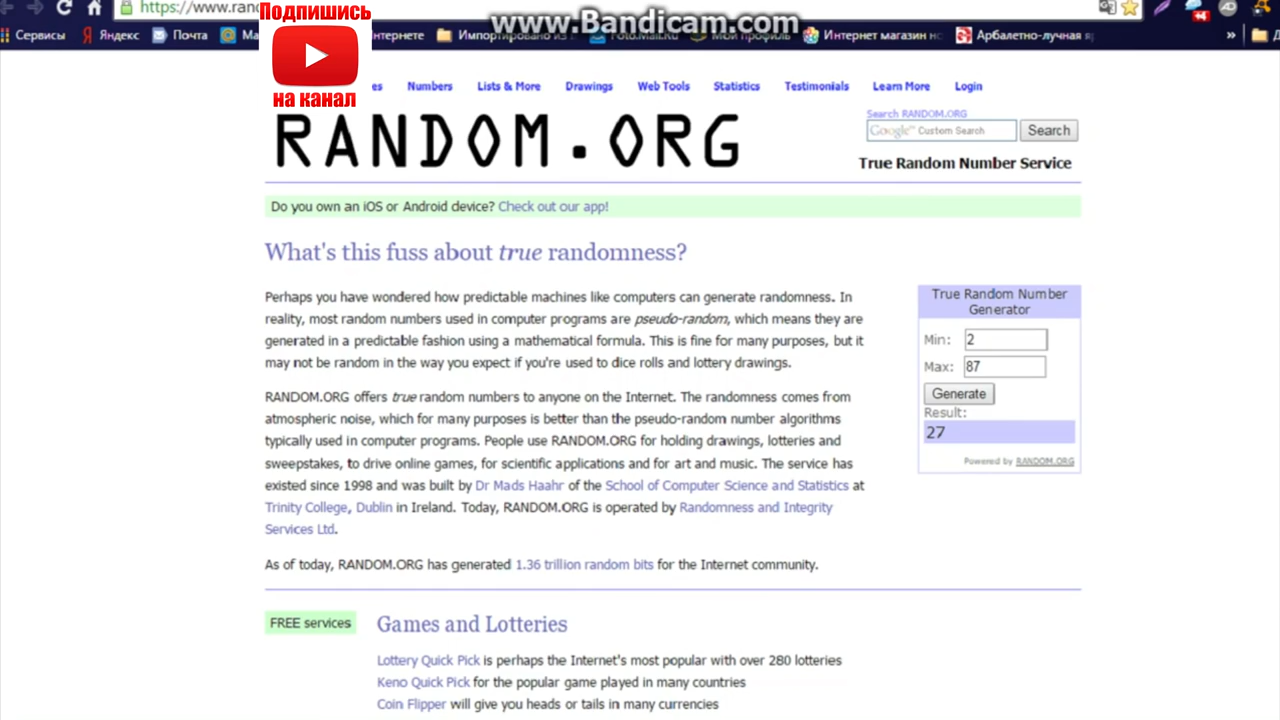 Подпишись
на канал
https://www.ran
www.Bandicam.com
Сервисы Яндекс Почта нтернете Импортировано из Foto.Mail.Ru Мой профиль Интернет магазин но Арбалетно-лучная »
es Numbers Lists & More Drawings Web Tools Statistics Testimonials Learn More Login
RANDOM.ORG
Search RANDOM.ORG
Google™ Custom Search Search
True Random Number Service
Do you own an iOS or Android device? Check out our app!
What's this fuss about true randomness?
Perhaps you have wondered how predictable machines like computers can generate randomness. In
reality, most random numbers used in computer programs are pseudo-random, which means they are
generated in a predictable fashion using a mathematical formula. This is fine for many purposes, but it
may not be random in the way you expect if you're used to dice rolls and lottery drawings.
RANDOM.ORG offers true random numbers to anyone on the Internet. The randomness comes from
atmospheric noise, which for many purposes is better than the pseudo-random number algorithms
typically used in computer programs. People use RANDOM.ORG for holding drawings, lotteries and
sweepstakes, to drive online games, for scientific applications and for art and music. The service has
existed since 1998 and was built by Dr Mads Haahr of the School of Computer Science and Statistics at
Trinity College, Dublin in Ireland. Today, RANDOM.ORG is operated by Randomness and Integrity
Services Ltd.
As of today, RANDOM.ORG has generated 1.36 trillion random bits for the Internet community.
True Random Number
Generator
Min: 2
Max: 87
Generate
Result:
27
Powered by RANDOM.ORG
FREE services
Games and Lotteries
Lottery Quick Pick is perhaps the Internet's most popular with over 280 lotteries
Keno Quick Pick for the popular game played in many countries
Coin Flipper will give you heads or tails in many currencies